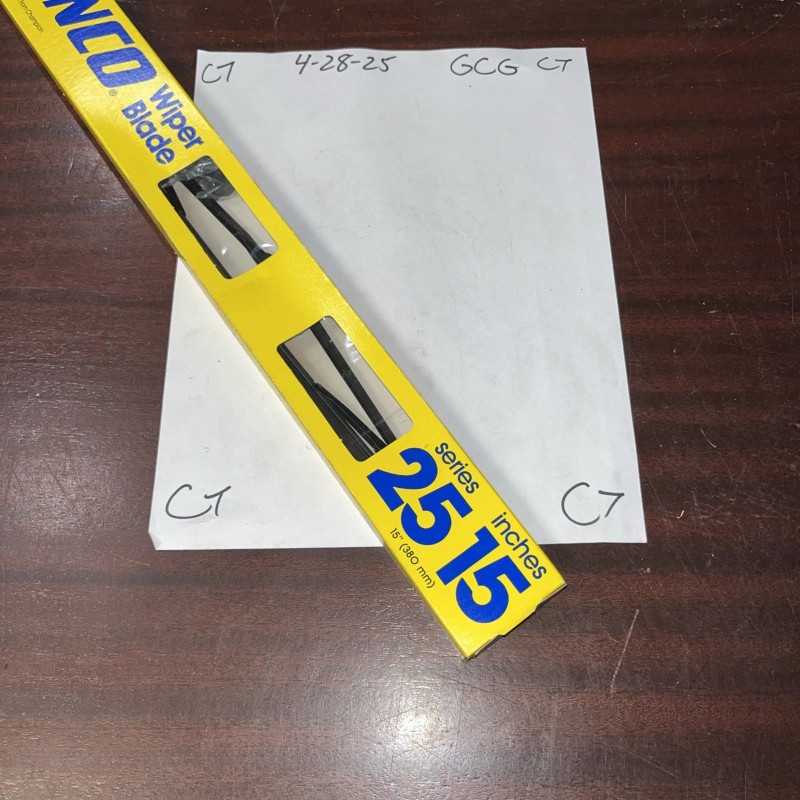 CT 4-28-25 GCG CT
NCO®
Wiper
Blade
series inches
25 15
15" (380 mm)
CT CT